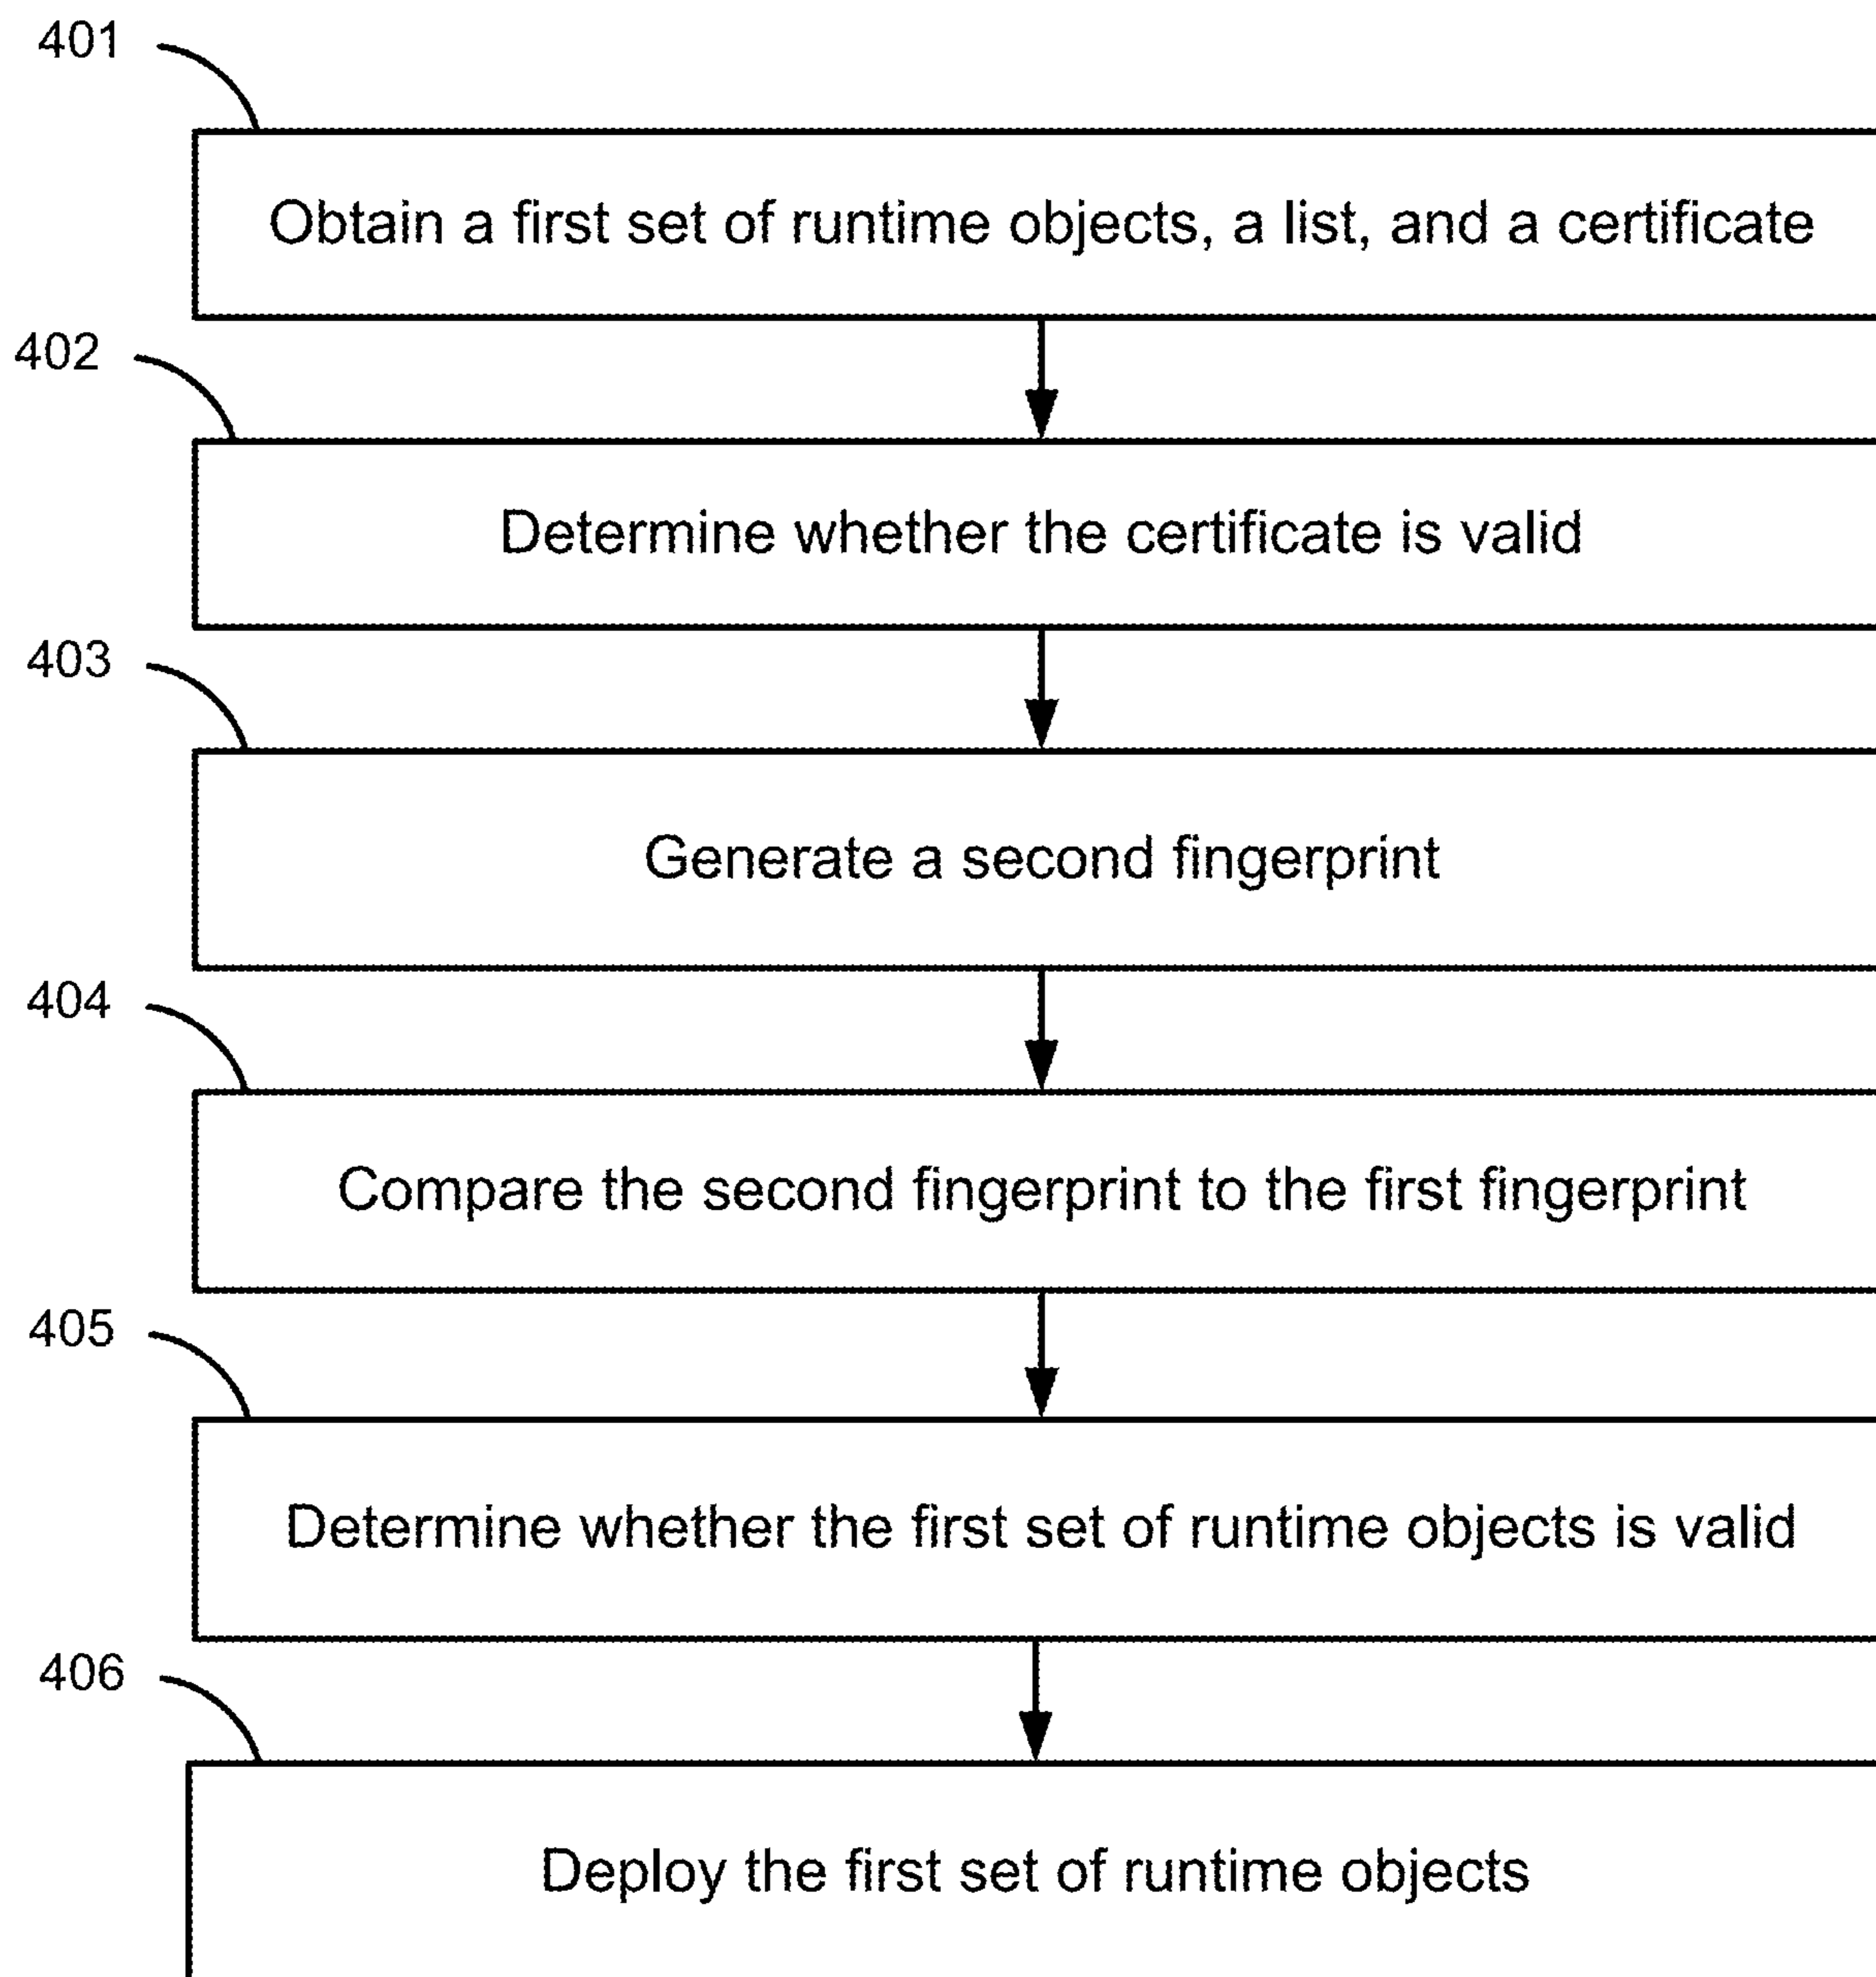 401
Obtain a first set of runtime objects, a list, and a certificate
402
Determine whether the certificate is valid
403
Generate a second fingerprint
404
Compare the second fingerprint to the first fingerprint
405
Determine whether the first set of runtime objects is valid
406
Deploy the first set of runtime objects